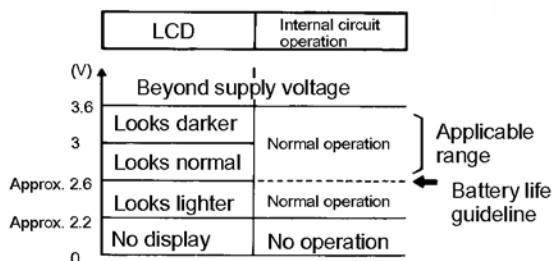 LCD
Internal circuit
operation
(V)
Beyond supply voltage
3.6
Looks darker
Normal operation
Applicable
range
3
Looks normal
Approx. 2.6
Battery life
guideline
Looks lighter
Normal operation
Approx. 2.2
No display
No operation
0